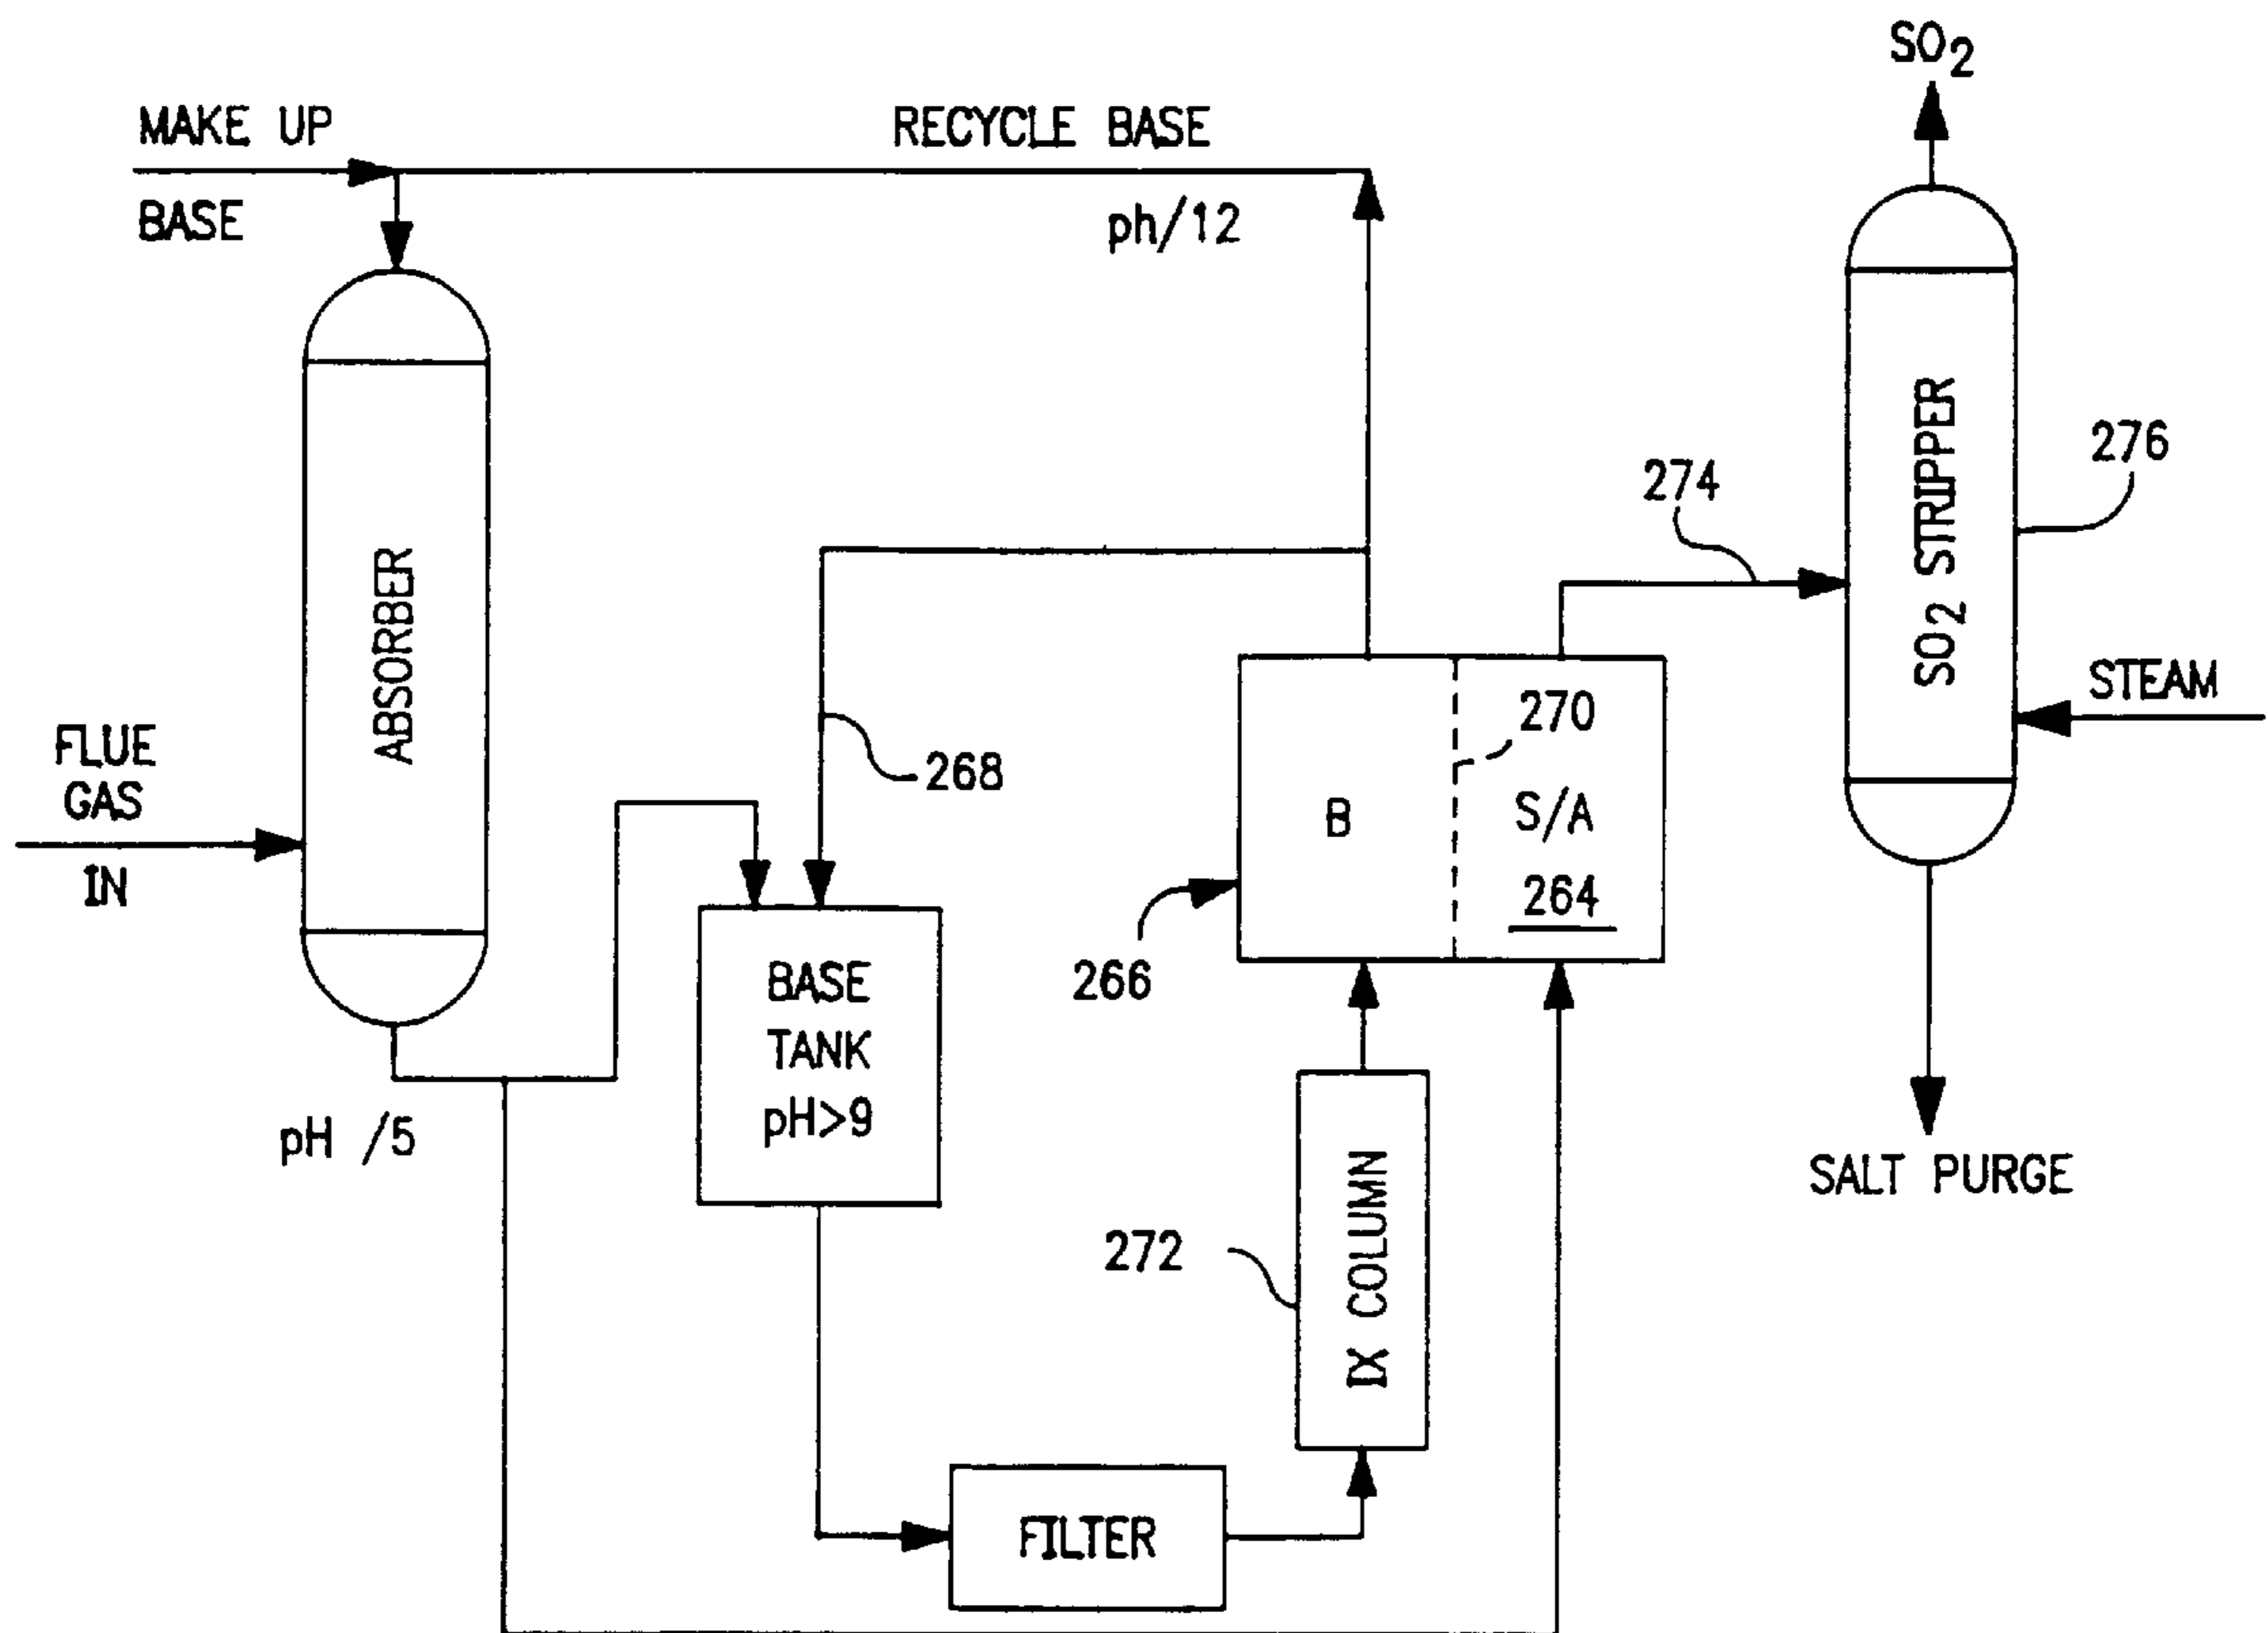 SO2
MAKE UP
BASE
RECYCLE BASE
ph/12
ABSORBER
FLUE
GAS
IN
pH /5
268
BASE
TANK
pH>9
FILTER
272
IX COLUMN
266
B
270
S/A
264
274
SO2 STRIPPER
276
STEAM
SALT PURGE